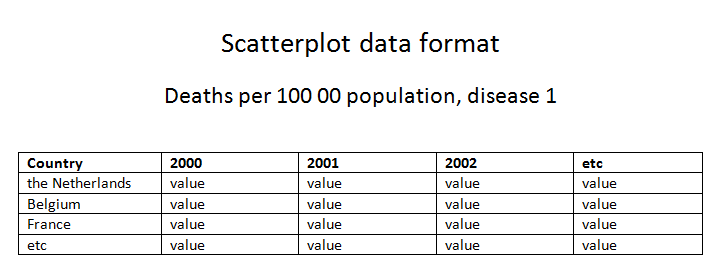 Scatterplot data format
Deaths per 100 00 population, disease 1
Country 2000 2001 2002 etc
the Netherlands value value value value
Belgium value value value value
France value value value value
etc value value value value